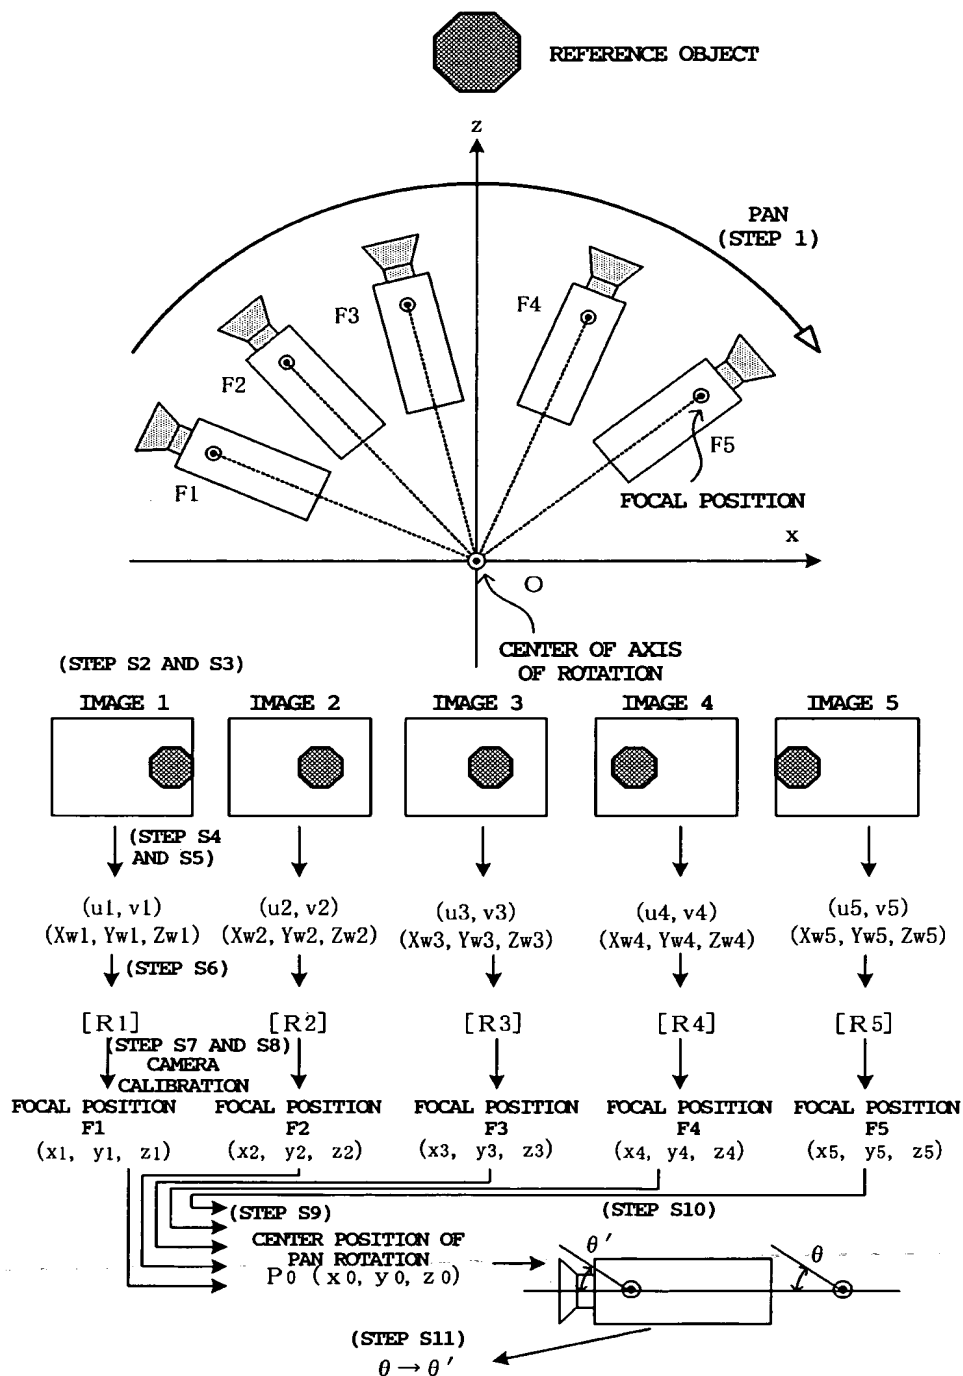 REFERENCE OBJECT
z
PAN
(STEP 1)
F3
F4
F2
F5
F1
FOCAL POSITION
x
O
CENTER OF AXIS
OF ROTATION
(STEP S2 AND S3)
IMAGE 1 IMAGE 2 IMAGE 3 IMAGE 4 IMAGE 5
(STEP S4
AND S5)
(u1, v1) (u2, v2) (u3, v3) (u4, v4) (u5, v5)
(Xw1, Yw1, Zw1) (Xw2, Yw2, Zw2) (Xw3, Yw3, Zw3) (Xw4, Yw4, Zw4) (Xw5, Yw5, Zw5)
(STEP S6)
[R1] [R2] [R3] [R4] [R5]
(STEP S7 AND S8)
CAMERA
CALIBRATION
FOCAL POSITION FOCAL POSITION FOCAL POSITION FOCAL POSITION FOCAL POSITION
F1 F2 F3 F4 F5
(x1, y1, z1) (x2, y2, z2) (x3, y3, z3) (x4, y4, z4) (x5, y5, z5)
(STEP S9) (STEP S10)
CENTER POSITION OF
PAN ROTATION
P0 (x0, y0, z0)
θ′ θ
(STEP S11)
θ → θ′